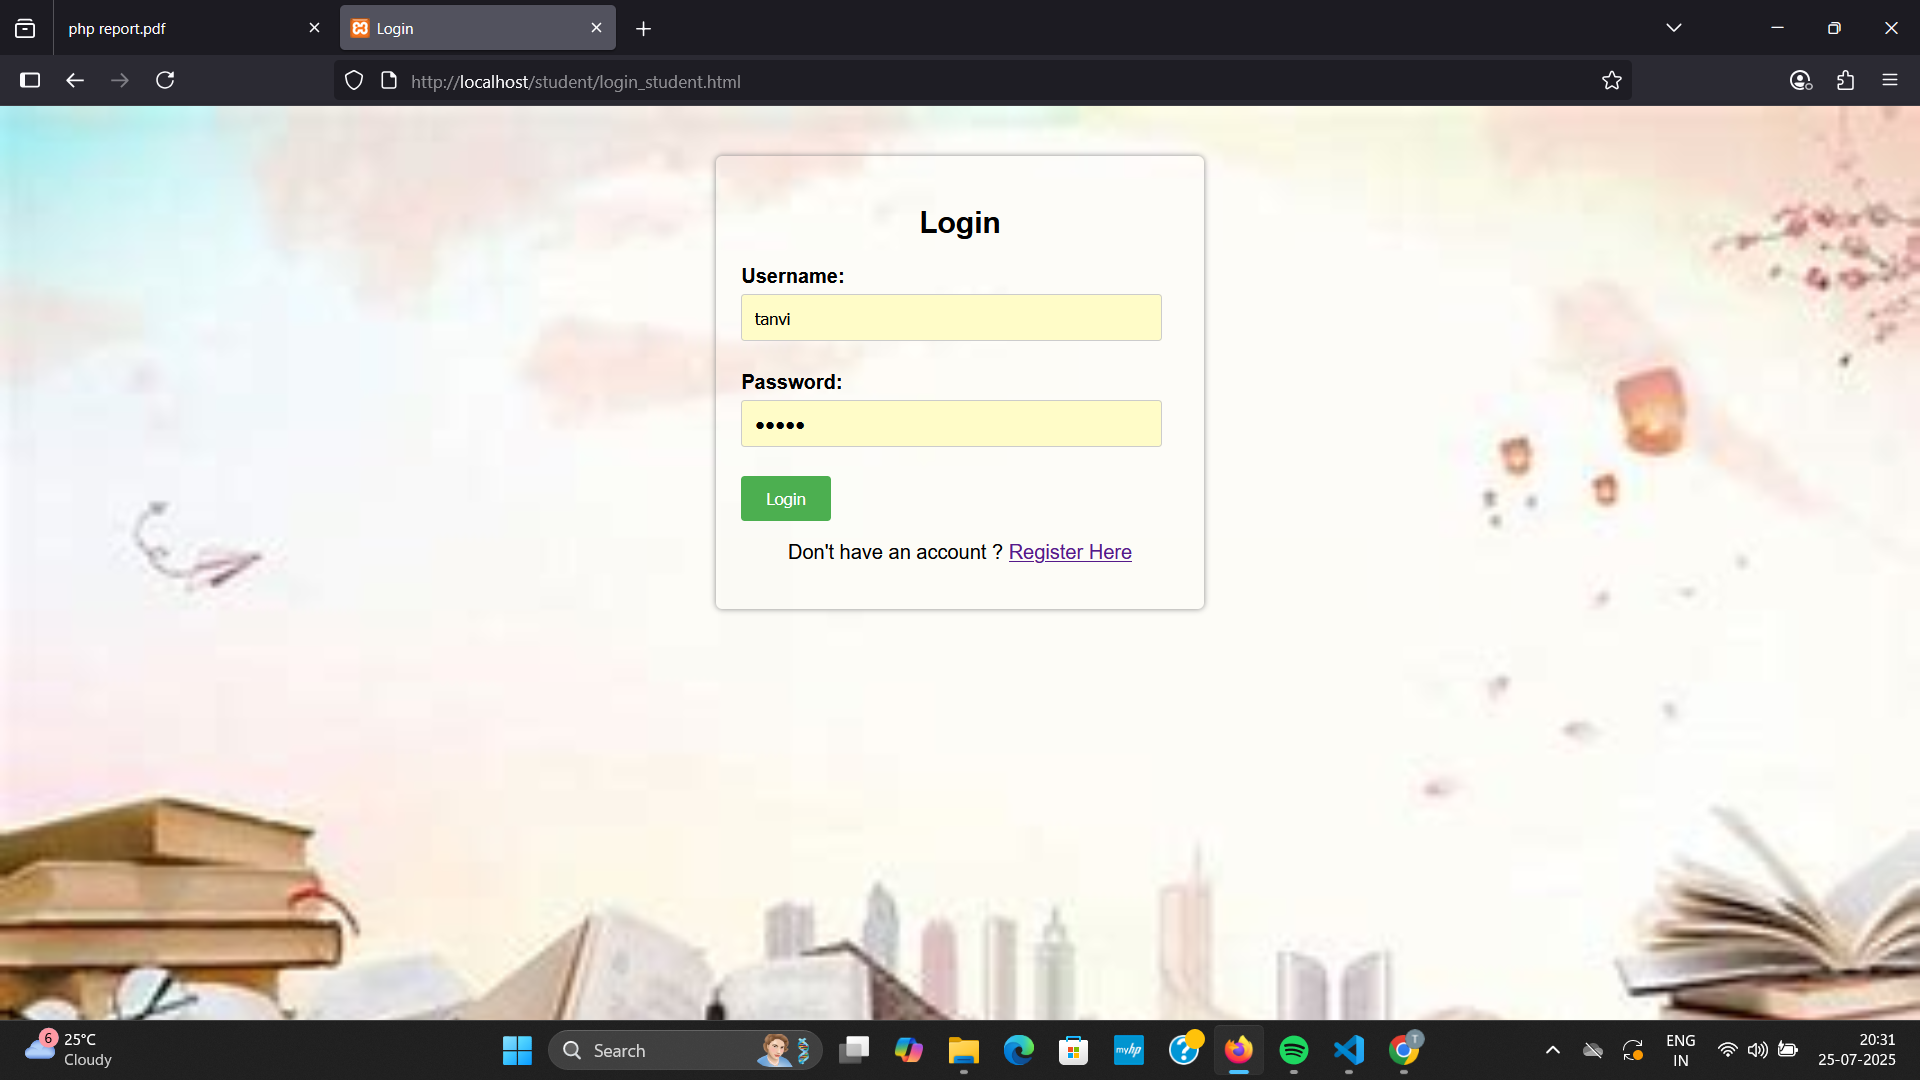 php report.pdf
Login
http://localhost/student/login_student.html
Login
Username:
tanvi
Password:
•••••
Login
Don't have an account ? Register Here
6
25°C
Cloudy
Search
myhp
T
ENG
IN
20:31
25-07-2025